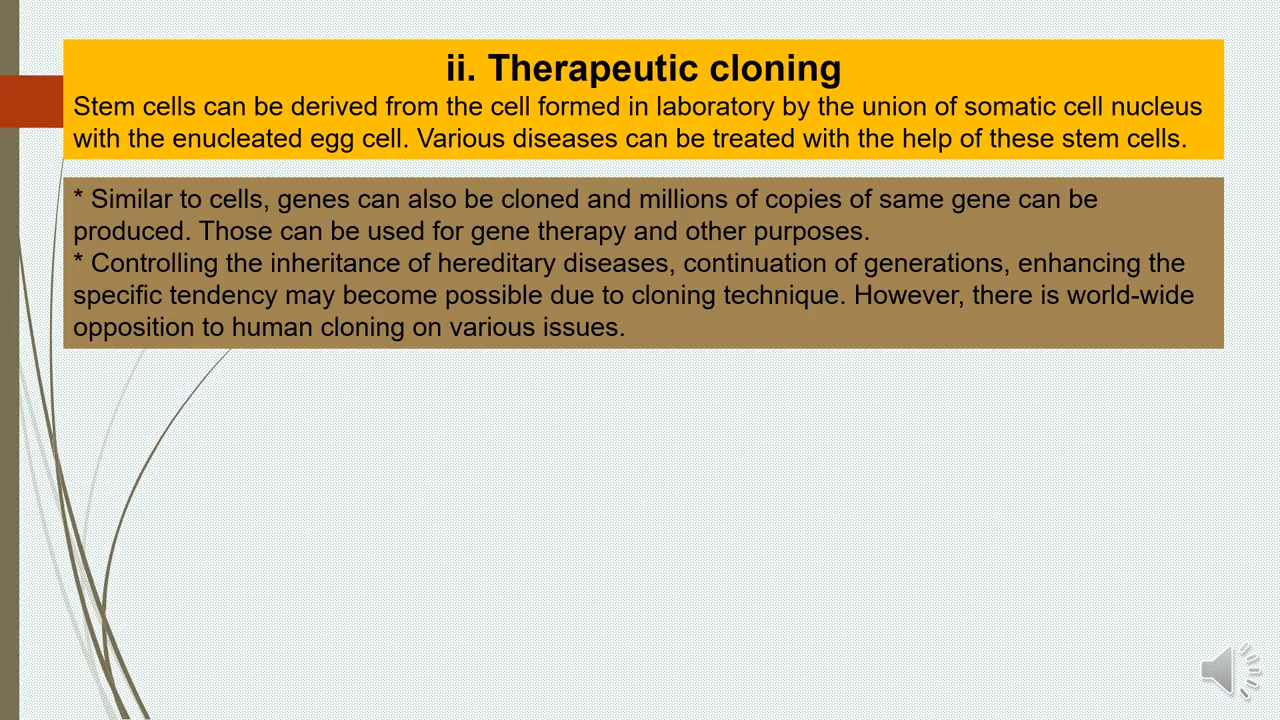 ii. Therapeutic cloning
Stem cells can be derived from the cell formed in laboratory by the union of somatic cell nucleus
with the enucleated egg cell. Various diseases can be treated with the help of these stem cells.
* Similar to cells, genes can also be cloned and millions of copies of same gene can be
produced. Those can be used for gene therapy and other purposes.
* Controlling the inheritance of hereditary diseases, continuation of generations, enhancing the
specific tendency may become possible due to cloning technique. However, there is world-wide
opposition to human cloning on various issues.